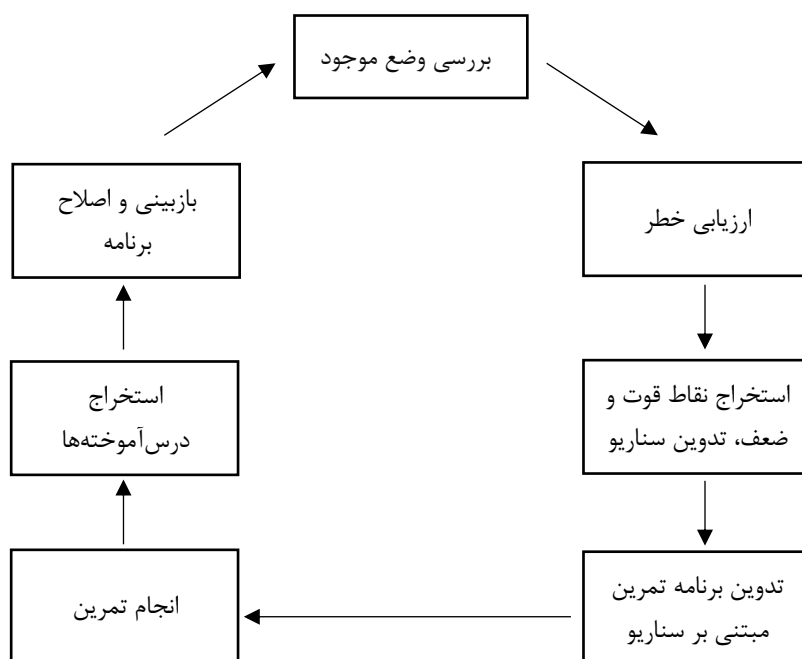 بررسی وضع موجود
ارزیابی خطر
استخراج نقاط قوت و
ضعف، تدوین سناریو
تدوین برنامه تمرین
مبتنی بر سناریو
انجام تمرین
استخراج
درس‌آموخته‌ها
بازبینی و اصلاح
برنامه